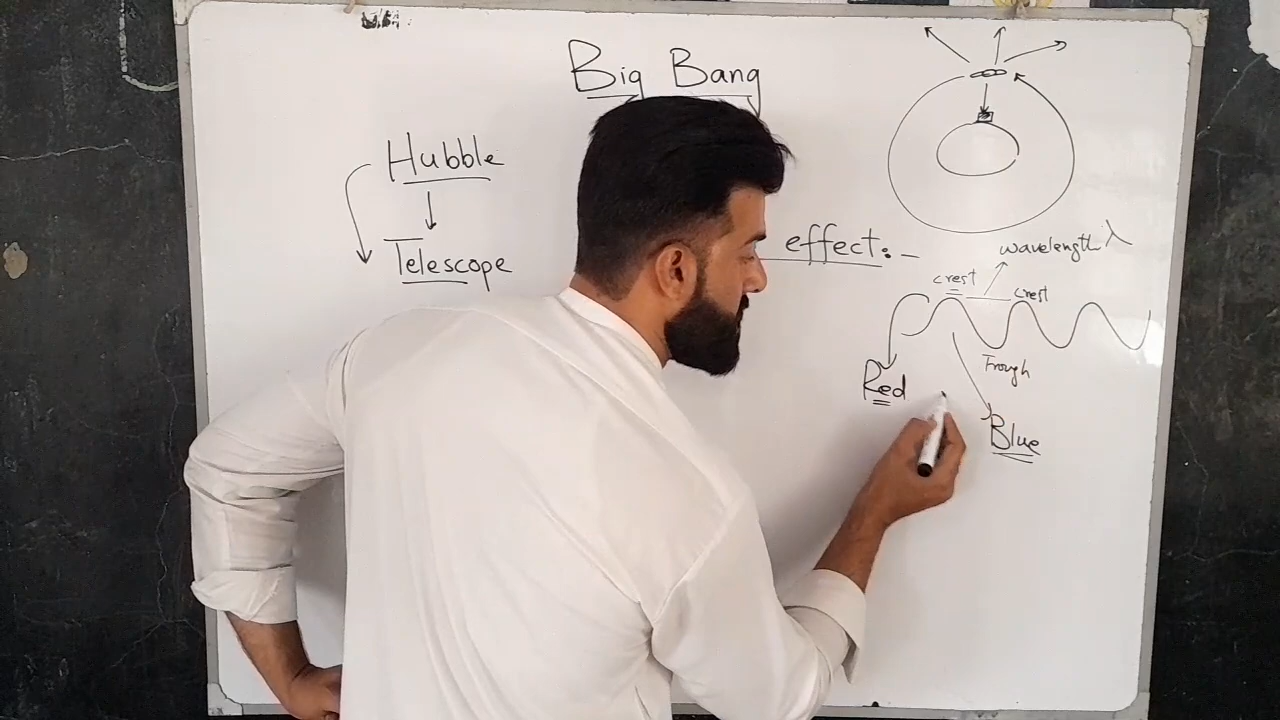 Big Bang
Hubble
Telescope
effect:-
wavelength λ
crest
crest
Trough
Red
Blue